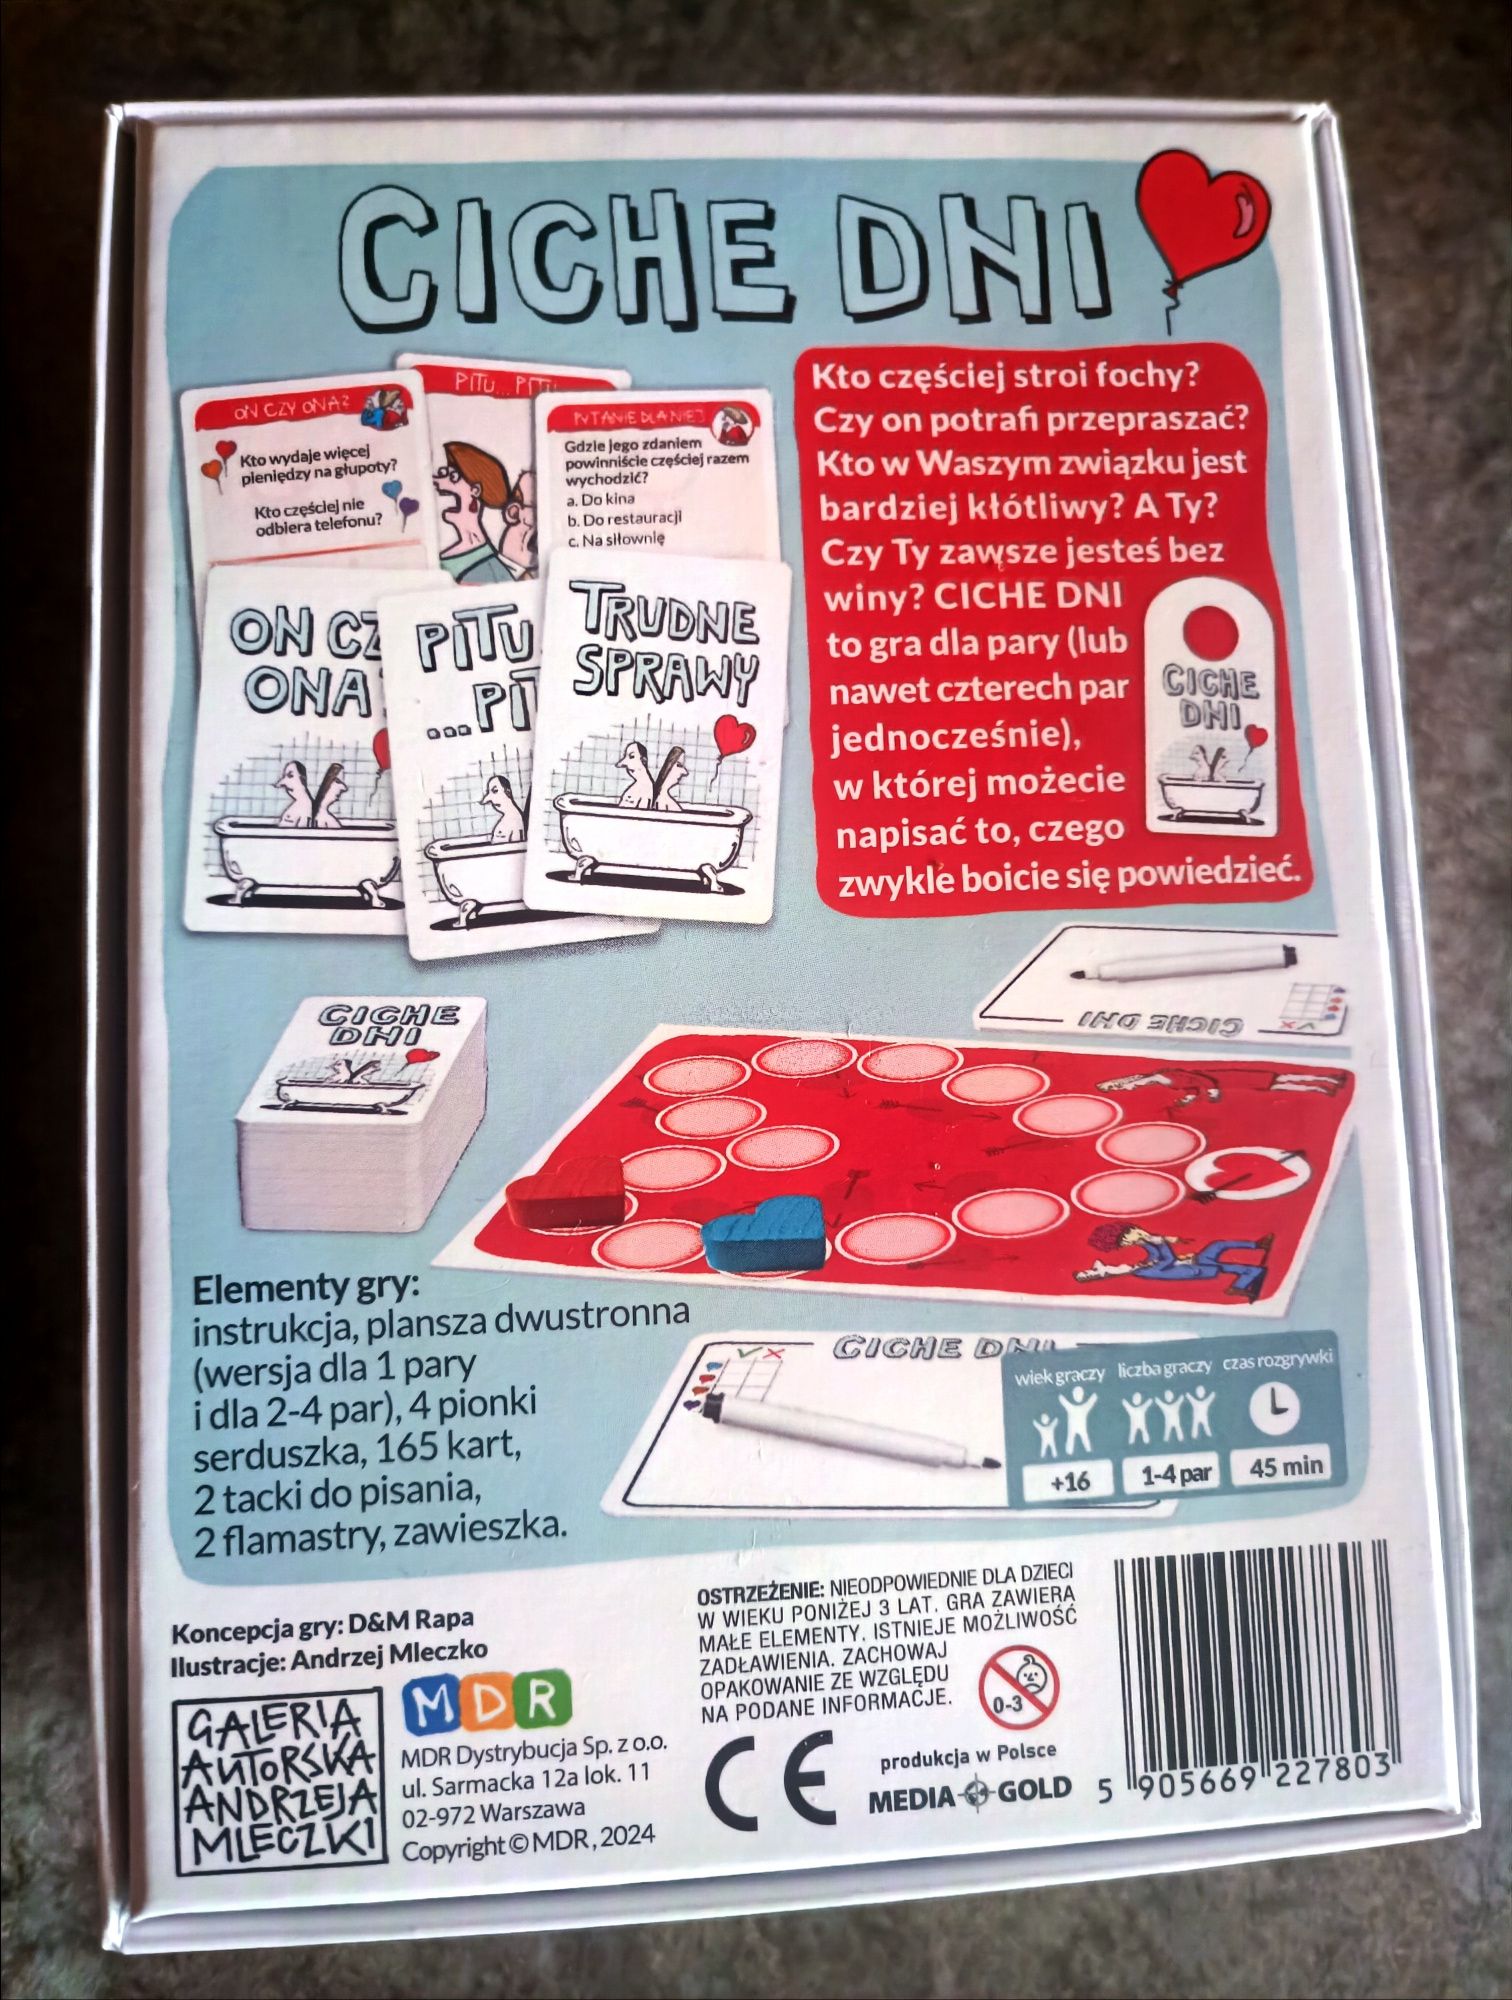 CICHE DNI
ON CZY ONA?
Kto wydaje więcej
pieniędzy na głupoty?
Kto częściej nie
odbiera telefonu?
PITU... PITU
PYTANIE DLA NIEJ
Gdzie jego zdaniem
powinniście częściej razem
wychodzić?
a. Do kina
b. Do restauracji
c. Na siłownię
ON CZ
ONA
PITU
...PIT
TRUDNE
SPRAWY
Kto częściej stroi fochy?
Czy on potrafi przepraszać?
Kto w Waszym związku jest
bardziej kłótliwy? A Ty?
Czy Ty zawsze jesteś bez
winy? CICHE DNI
to gra dla pary (lub
nawet czterech par
jednocześnie),
w której możecie
napisać to, czego
zwykle boicie się powiedzieć.
CICHE
DNI
CICHE
DNI
CICHE DNI
Elementy gry:
instrukcja, plansza dwustronna
(wersja dla 1 pary
i dla 2-4 par), 4 pionki
serduszka, 165 kart,
2 tacki do pisania,
2 flamastry, zawieszka.
CICHE DNI
wiek graczy liczba graczy czas rozgrywki
+16 1-4 par 45 min
Koncepcja gry: D&M Rapa
Ilustracje: Andrzej Mleczko
GALERIA
AUTORSKA
ANDRZEJA
MLECZKI
MDR
MDR Dystrybucja Sp. z o.o.
ul. Sarmacka 12a lok. 11
02-972 Warszawa
Copyright © MDR, 2024
OSTRZEŻENIE: NIEODPOWIEDNIE DLA DZIECI
W WIEKU PONIŻEJ 3 LAT. GRA ZAWIERA
MAŁE ELEMENTY. ISTNIEJE MOŻLIWOŚĆ
ZADŁAWIENIA. ZACHOWAJ
OPAKOWANIE ZE WZGLĘDU
NA PODANE INFORMACJE.
0-3
CE
produkcja w Polsce
MEDIA GOLD
5 905669 227803